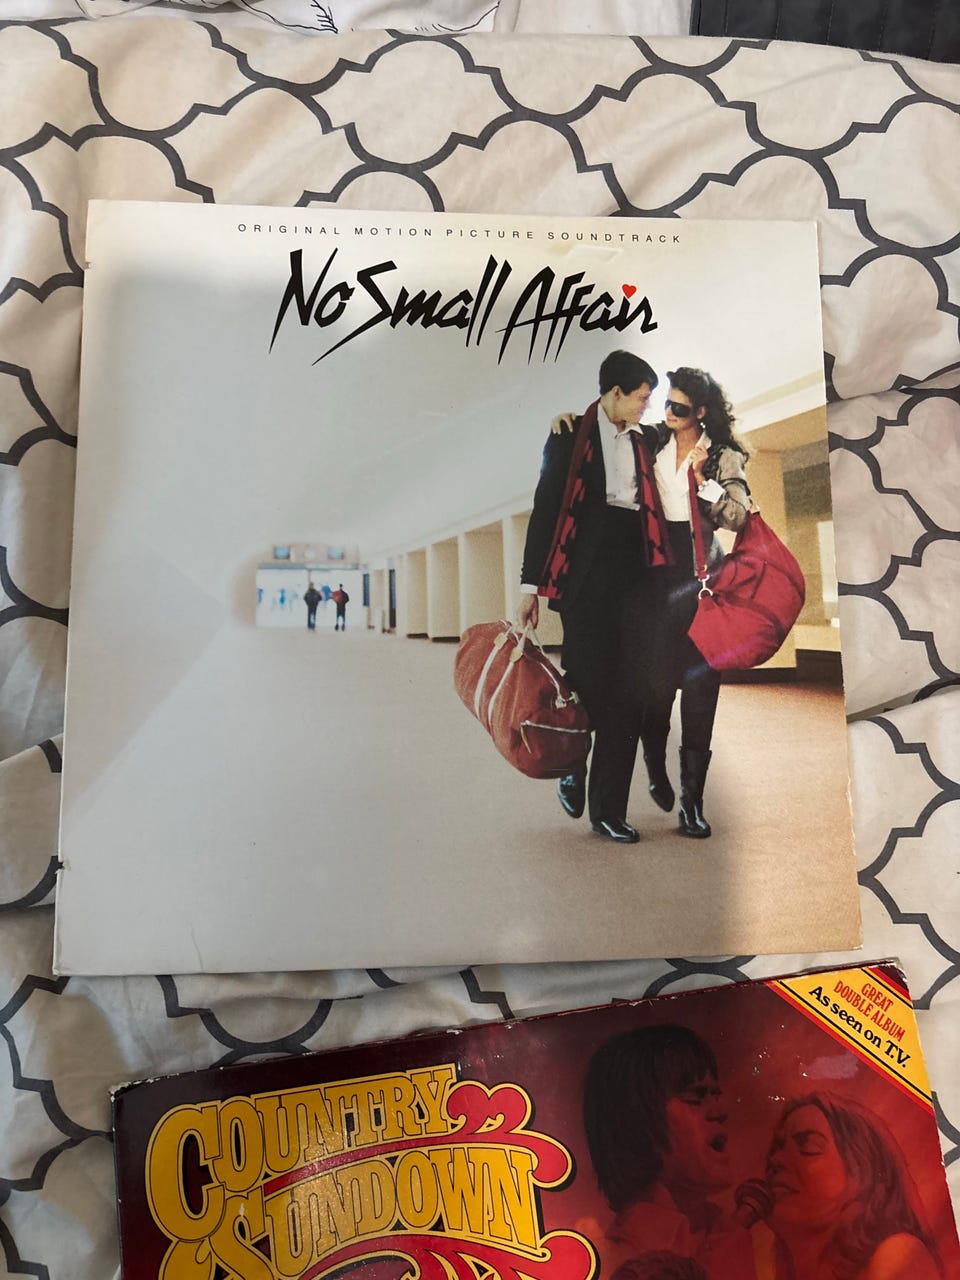 ORIGINAL MOTION PICTURE SOUNDTRACK
No Small Affair
GREAT
DOUBLE ALBUM
As seen on T.V.
COUNTRY
SUNDOWN